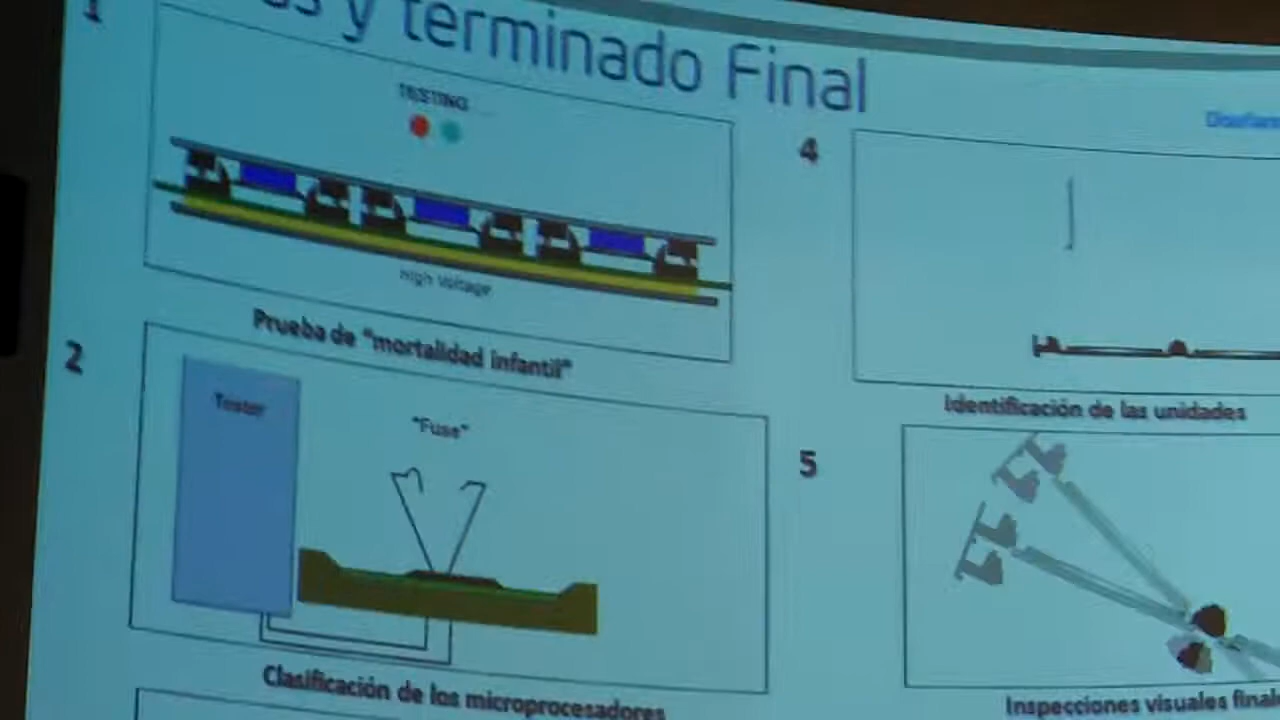 y terminado Final
1
TESTING
High Voltage
Prueba de "mortalidad infantil"
2
Tester
"Fuse"
Clasificación de los microprocesadores
4
Identificación de las unidades
5
Inspecciones visuales